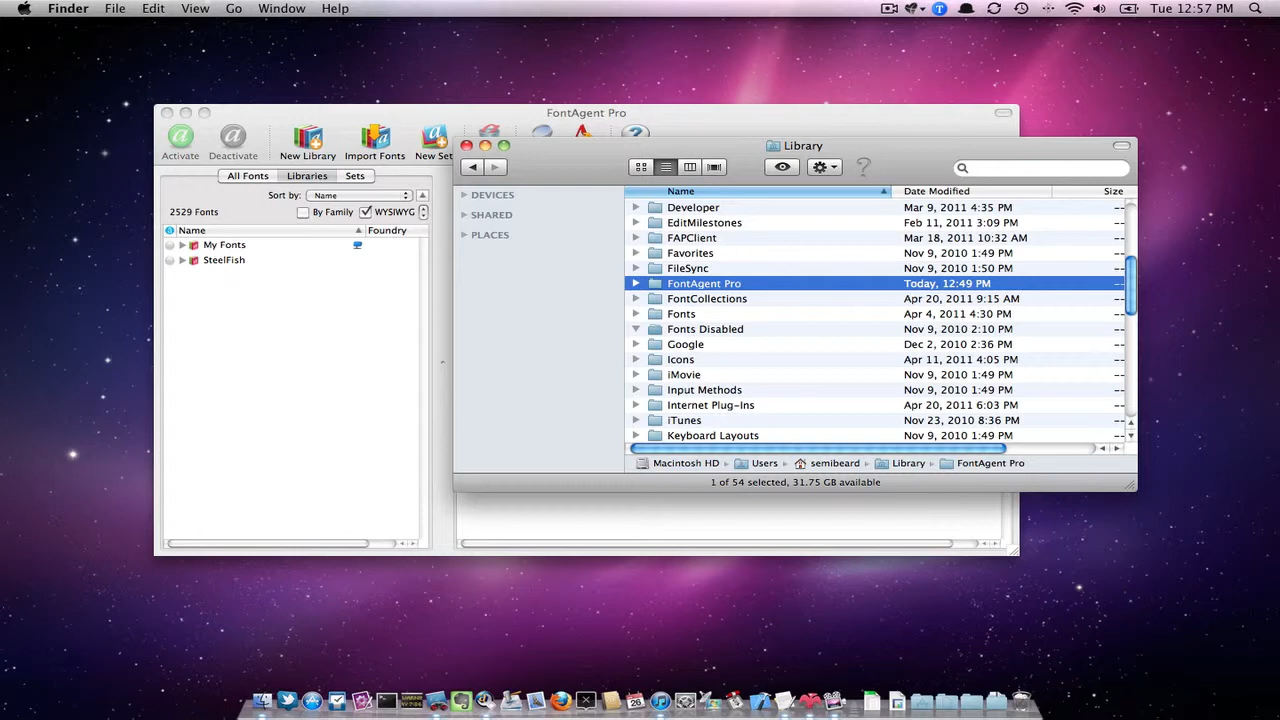 Finder File Edit View Go Window Help Tue 12:57 PM
FontAgent Pro
Activate Deactivate New Library Import Fonts New Set
All Fonts Libraries Sets
Sort by: Name
2529 Fonts By Family WYSIWYG
Name Foundry
My Fonts
SteelFish
Library
DEVICES
SHARED
PLACES
Name Date Modified Size
Developer Mar 9, 2011 4:35 PM --
EditMilestones Feb 11, 2011 3:09 PM --
FAPClient Mar 18, 2011 10:32 AM --
Favorites Nov 9, 2010 1:49 PM --
FileSync Nov 9, 2010 1:50 PM --
FontAgent Pro Today, 12:49 PM --
FontCollections Apr 20, 2011 9:15 AM --
Fonts Apr 4, 2011 4:30 PM --
Fonts Disabled Nov 9, 2010 2:10 PM --
Google Dec 2, 2010 2:36 PM --
Icons Apr 11, 2011 4:05 PM --
iMovie Nov 9, 2010 1:49 PM --
Input Methods Nov 9, 2010 1:49 PM --
Internet Plug-Ins Apr 20, 2011 6:03 PM --
iTunes Nov 23, 2010 8:36 PM --
Keyboard Layouts Nov 9, 2010 1:49 PM --
Macintosh HD Users semibeard Library FontAgent Pro
1 of 54 selected, 31.75 GB available
26